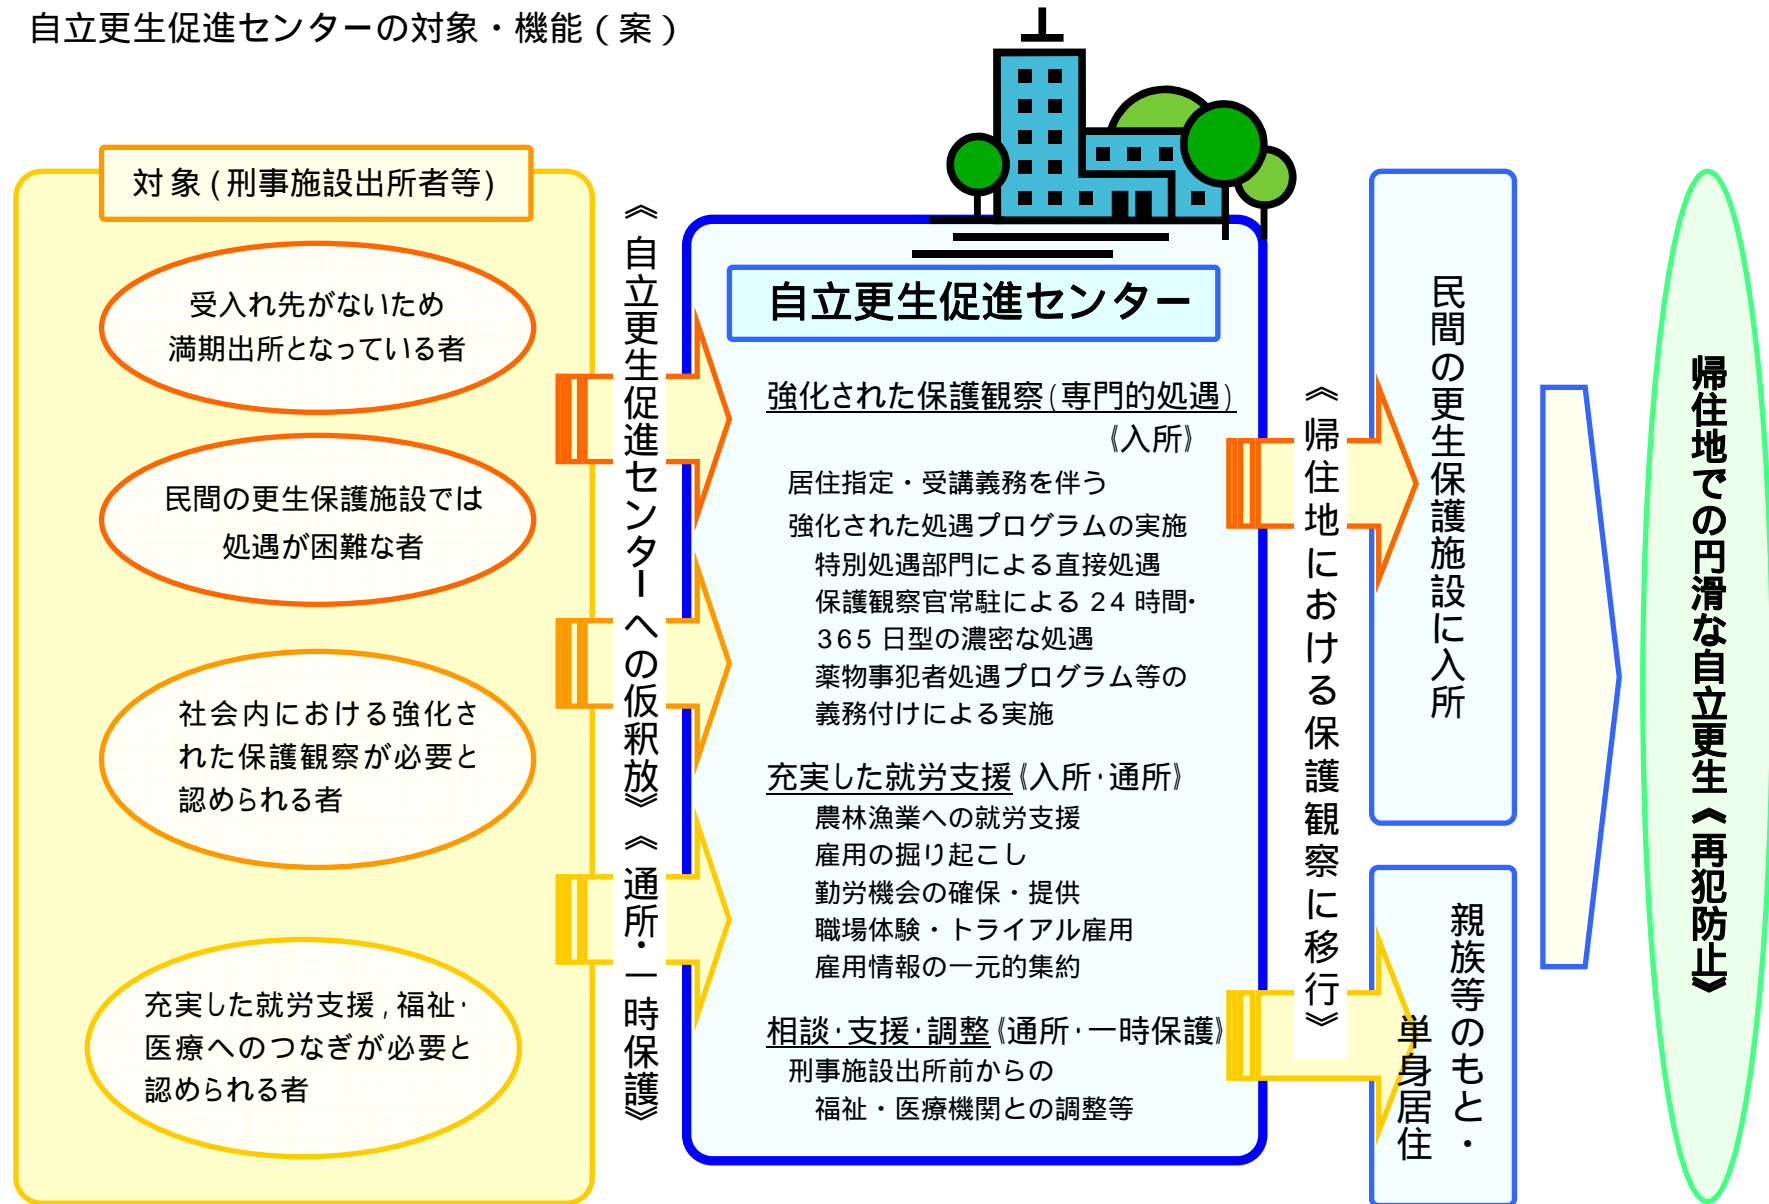 自立更生促進センターの対象・機能（案）
対象(刑事施設出所者等)
受入れ先がないため
満期出所となっている者
民間の更生保護施設では
処遇が困難な者
社会内における強化さ
れた保護観察が必要と
認められる者
充実した就労支援,福祉・
医療へのつなぎが必要と
認められる者
《自立更生促進センターへの仮釈放》
《通所・一時保護》
自立更生促進センター
強化された保護観察(専門的処遇)
《入所》
居住指定・受講義務を伴う
強化された処遇プログラムの実施
特別処遇部門による直接処遇
保護観察官常駐による24時間・
365日型の濃密な処遇
薬物事犯者処遇プログラム等の
義務付けによる実施
充実した就労支援《入所・通所》
農林漁業への就労支援
雇用の掘り起こし
勤労機会の確保・提供
職場体験・トライアル雇用
雇用情報の一元的集約
相談・支援・調整《通所・一時保護》
刑事施設出所前からの
福祉・医療機関との調整等
《帰住地における保護観察に移行》
民間の更生保護施設に入所
親族等のもと・
単身居住
帰住地での円滑な自立更生《再犯防止》